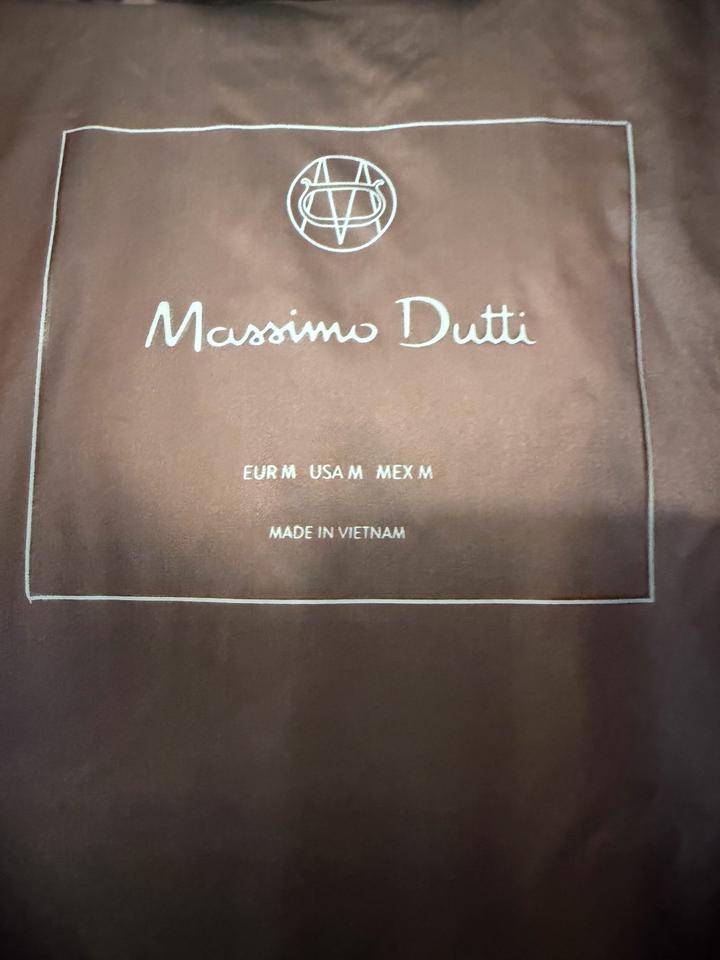 Massimo Dutti
EUR M USA M MEX M
MADE IN VIETNAM